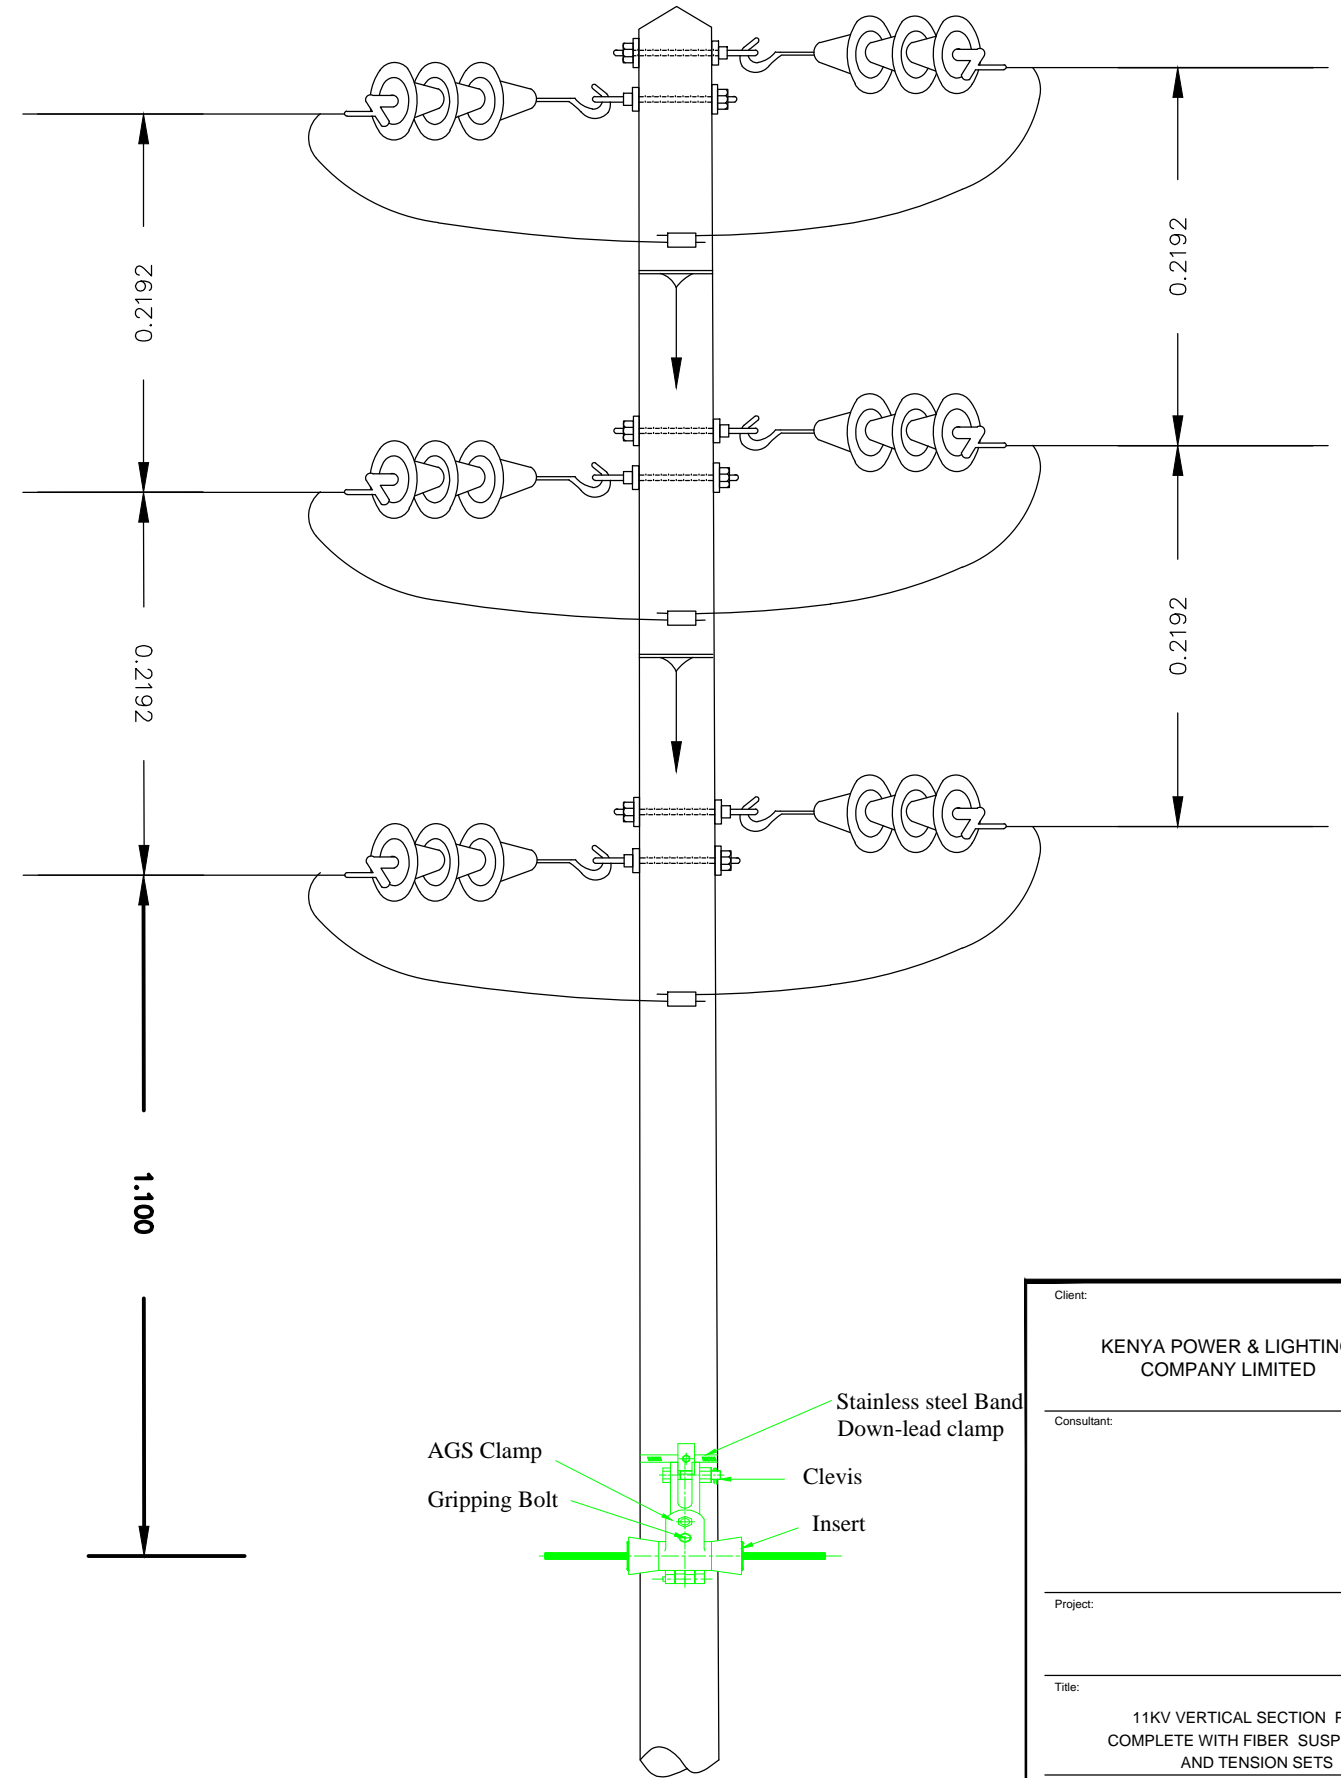 0.2192
0.2192
0.2192
0.2192
1.100
Stainless steel Band
Down-lead clamp
AGS Clamp
Clevis
Gripping Bolt
Insert
Client:
KENYA POWER & LIGHTING
COMPANY LIMITED
Consultant:
Project:
Title:
11KV VERTICAL SECTION
COMPLETE WITH FIBER SUSP
AND TENSION SETS